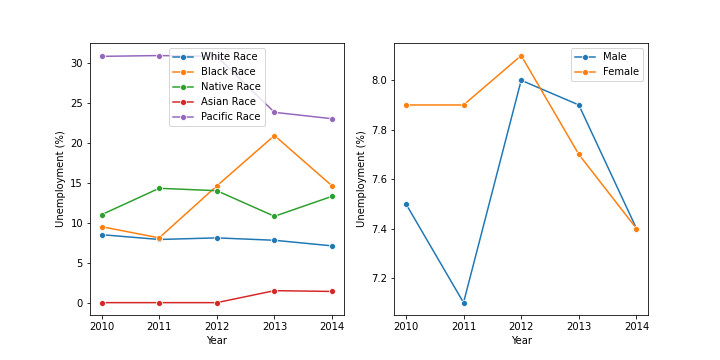 White Race
Black Race
Native Race
Asian Race
Pacific Race
30
25
20
15
10
5
0
Unemployment (%)
2010 2011 2012 2013 2014
Year
Male
Female
8.0
7.8
7.6
7.4
7.2
Unemployment (%)
2010 2011 2012 2013 2014
Year